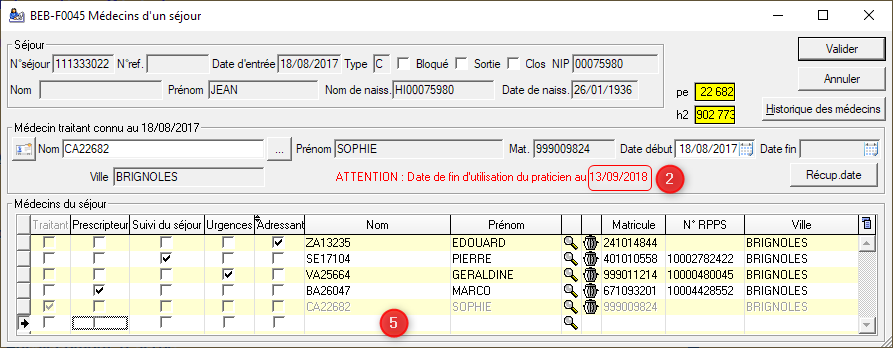 BEB-F0045 Médecins d'un séjour
Séjour
N°séjour 111333022 N°ref. Date d'entrée 18/08/2017 Type C Bloqué Sortie Clos NIP 00075980
Nom Prénom JEAN Nom de naiss. HI00075980 Date de naiss. 26/01/1936
Valider
Annuler
pe 22 682
h2 902 773
Historique des médecins
Médecin traitant connu au 18/08/2017
Nom CA22682 ... Prénom SOPHIE Mat. 999009824 Date début 18/08/2017 Date fin
Ville BRIGNOLES ATTENTION : Date de fin d'utilisation du praticien au 13/09/2018 2 Récup.date
Médecins du séjour
Traitant Prescripteur Suivi du séjour Urgences Adressant Nom Prénom Matricule N° RPPS Ville
ZA13235 EDOUARD 241014844 BRIGNOLES
SE17104 PIERRE 401010558 10002782422 BRIGNOLES
VA25664 GERALDINE 999011214 10000480045 BRIGNOLES
BA26047 MARCO 671093201 10004428552 BRIGNOLES
CA22682 SOPHIE 999009824 BRIGNOLES
5